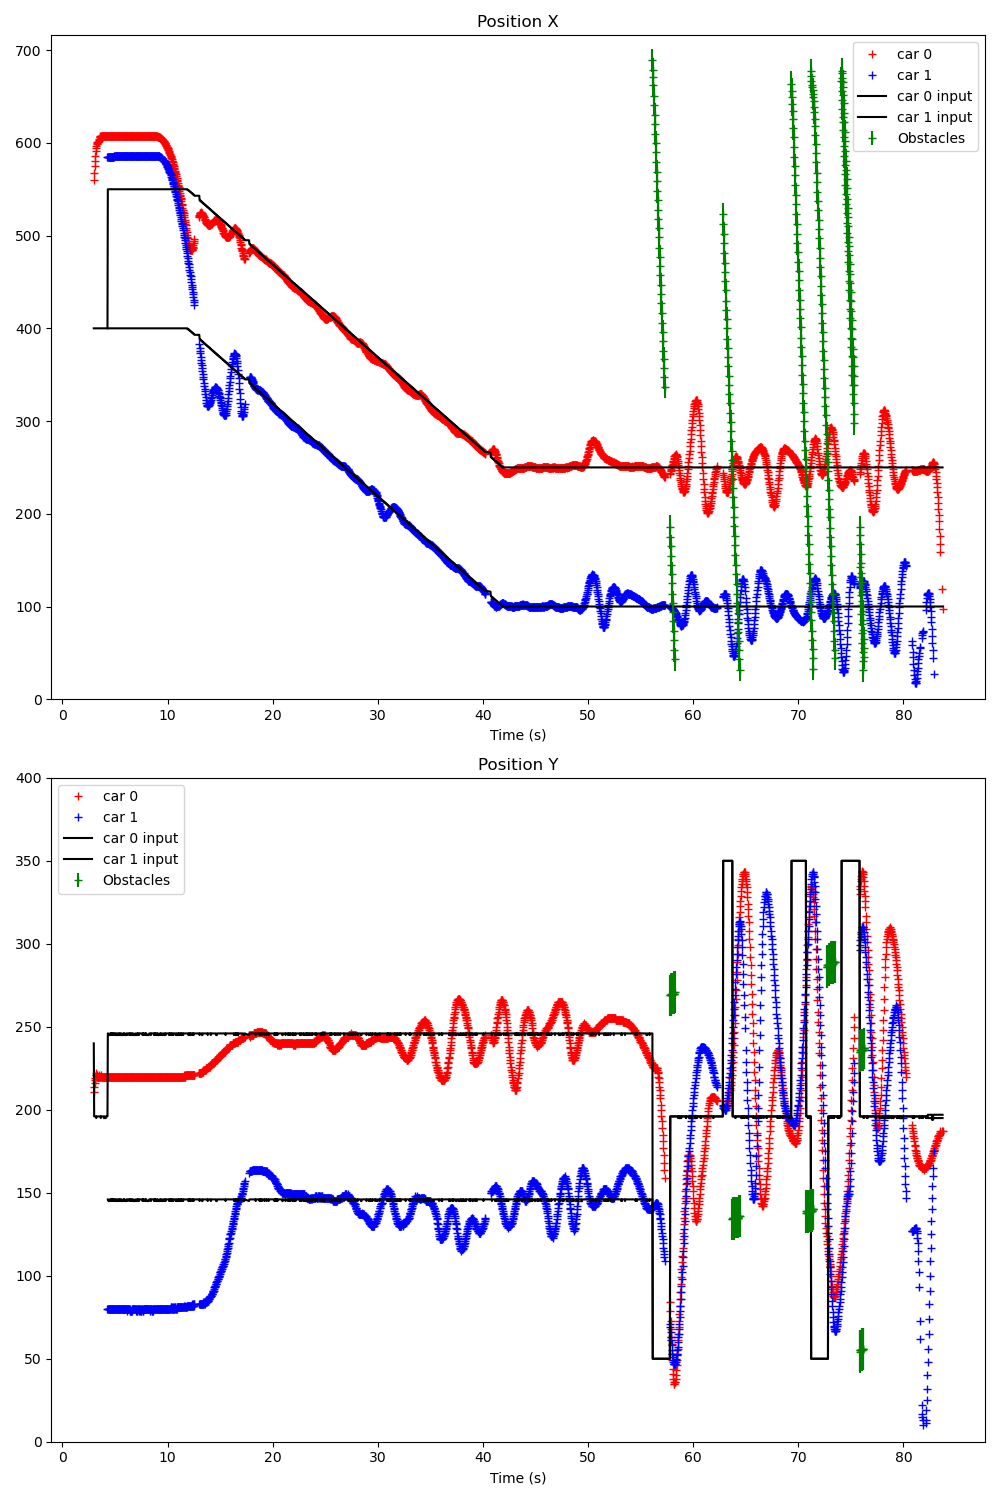 Position X
700
600
500
400
300
200
100
0
car 0
car 1
car 0 input
car 1 input
Obstacles
0 10 20 30 40 50 60 70 80
Time (s)
Position Y
400
350
300
250
200
150
100
50
0
car 0
car 1
car 0 input
car 1 input
Obstacles
0 10 20 30 40 50 60 70 80
Time (s)